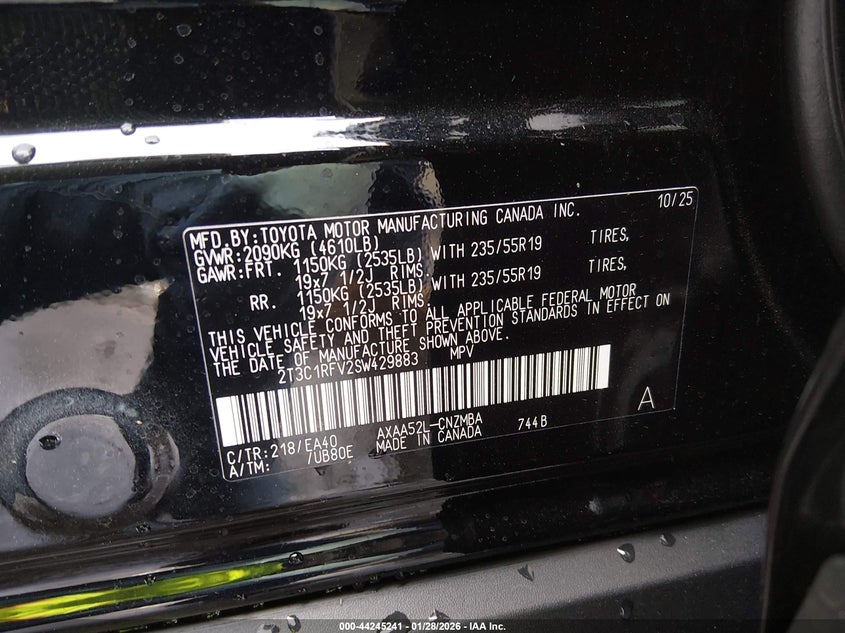 10/25
MFD.BY:TOYOTA MOTOR MANUFACTURING CANADA INC.
GVWR:2090KG (4610LB)
GAWR:FRT. 1150KG (2535LB) WITH 235/55R19 TIRES,
19x7 1/2J RIMS.
RR. 1150KG (2535LB) WITH 235/55R19 TIRES,
19x7 1/2J RIMS.
THIS VEHICLE CONFORMS TO ALL APPLICABLE FEDERAL MOTOR
VEHICLE SAFETY AND THEFT PREVENTION STANDARDS IN EFFECT ON
THE DATE OF MANUFACTURE SHOWN ABOVE.
2T3C1RFV2SW429883 MPV
A
C/TR:218/EA40 AXAA52L-CNZMBA 744B
A/TM: /UB80E MADE IN CANADA
000-44245241 - 01/28/2026 - IAA Inc.